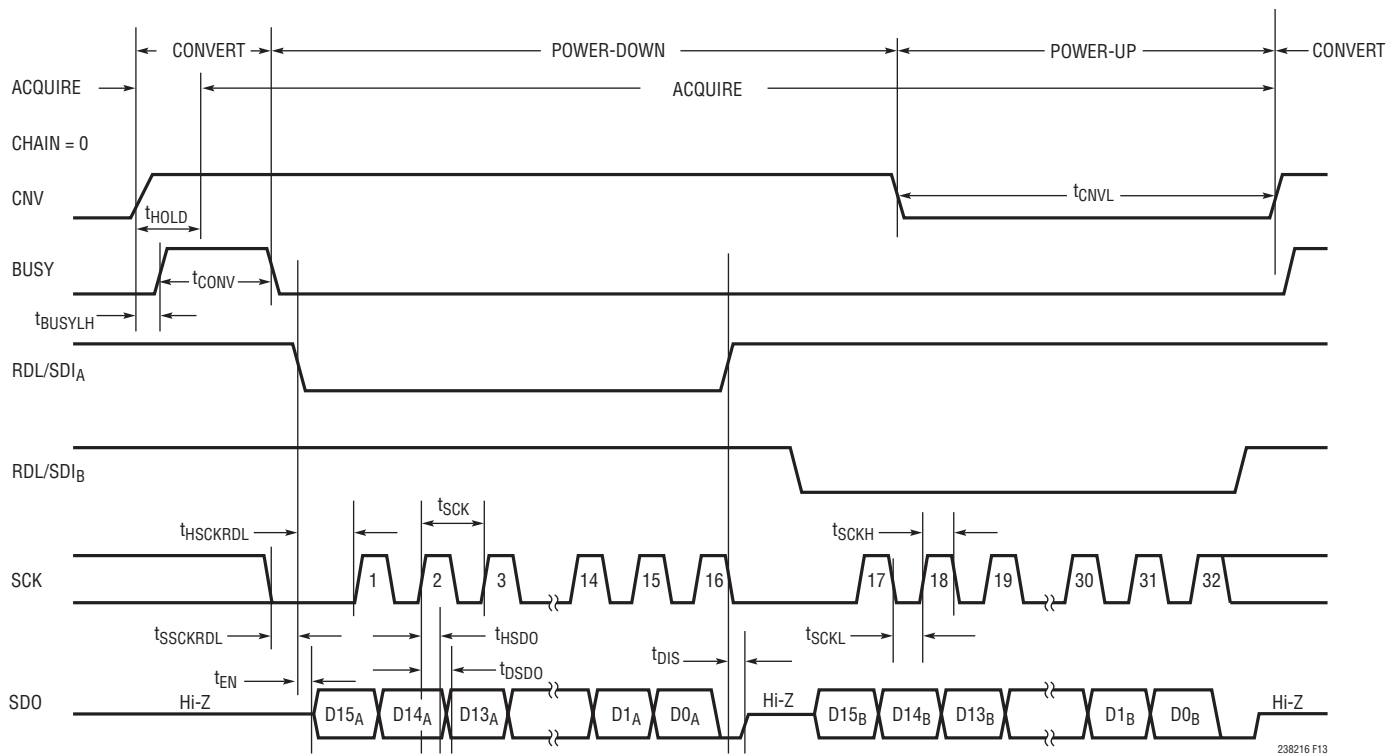 CONVERT POWER-DOWN POWER-UP CONVERT
ACQUIRE ACQUIRE
CHAIN = 0
CNV tCNVL
tHOLD
BUSY
tCONV
tBUSYLH
RDL/SDIA
RDL/SDIB
tSCK
tHSCKRDL tSCKH
SCK 1 2 3 14 15 16 17 18 19 30 31 32
tSSCKRDL tHSDO tSCKL
tDIS
tDSDO
tEN
SDO Hi-Z D15A D14A D13A D1A D0A Hi-Z D15B D14B D13B D1B D0B Hi-Z
238216 F13